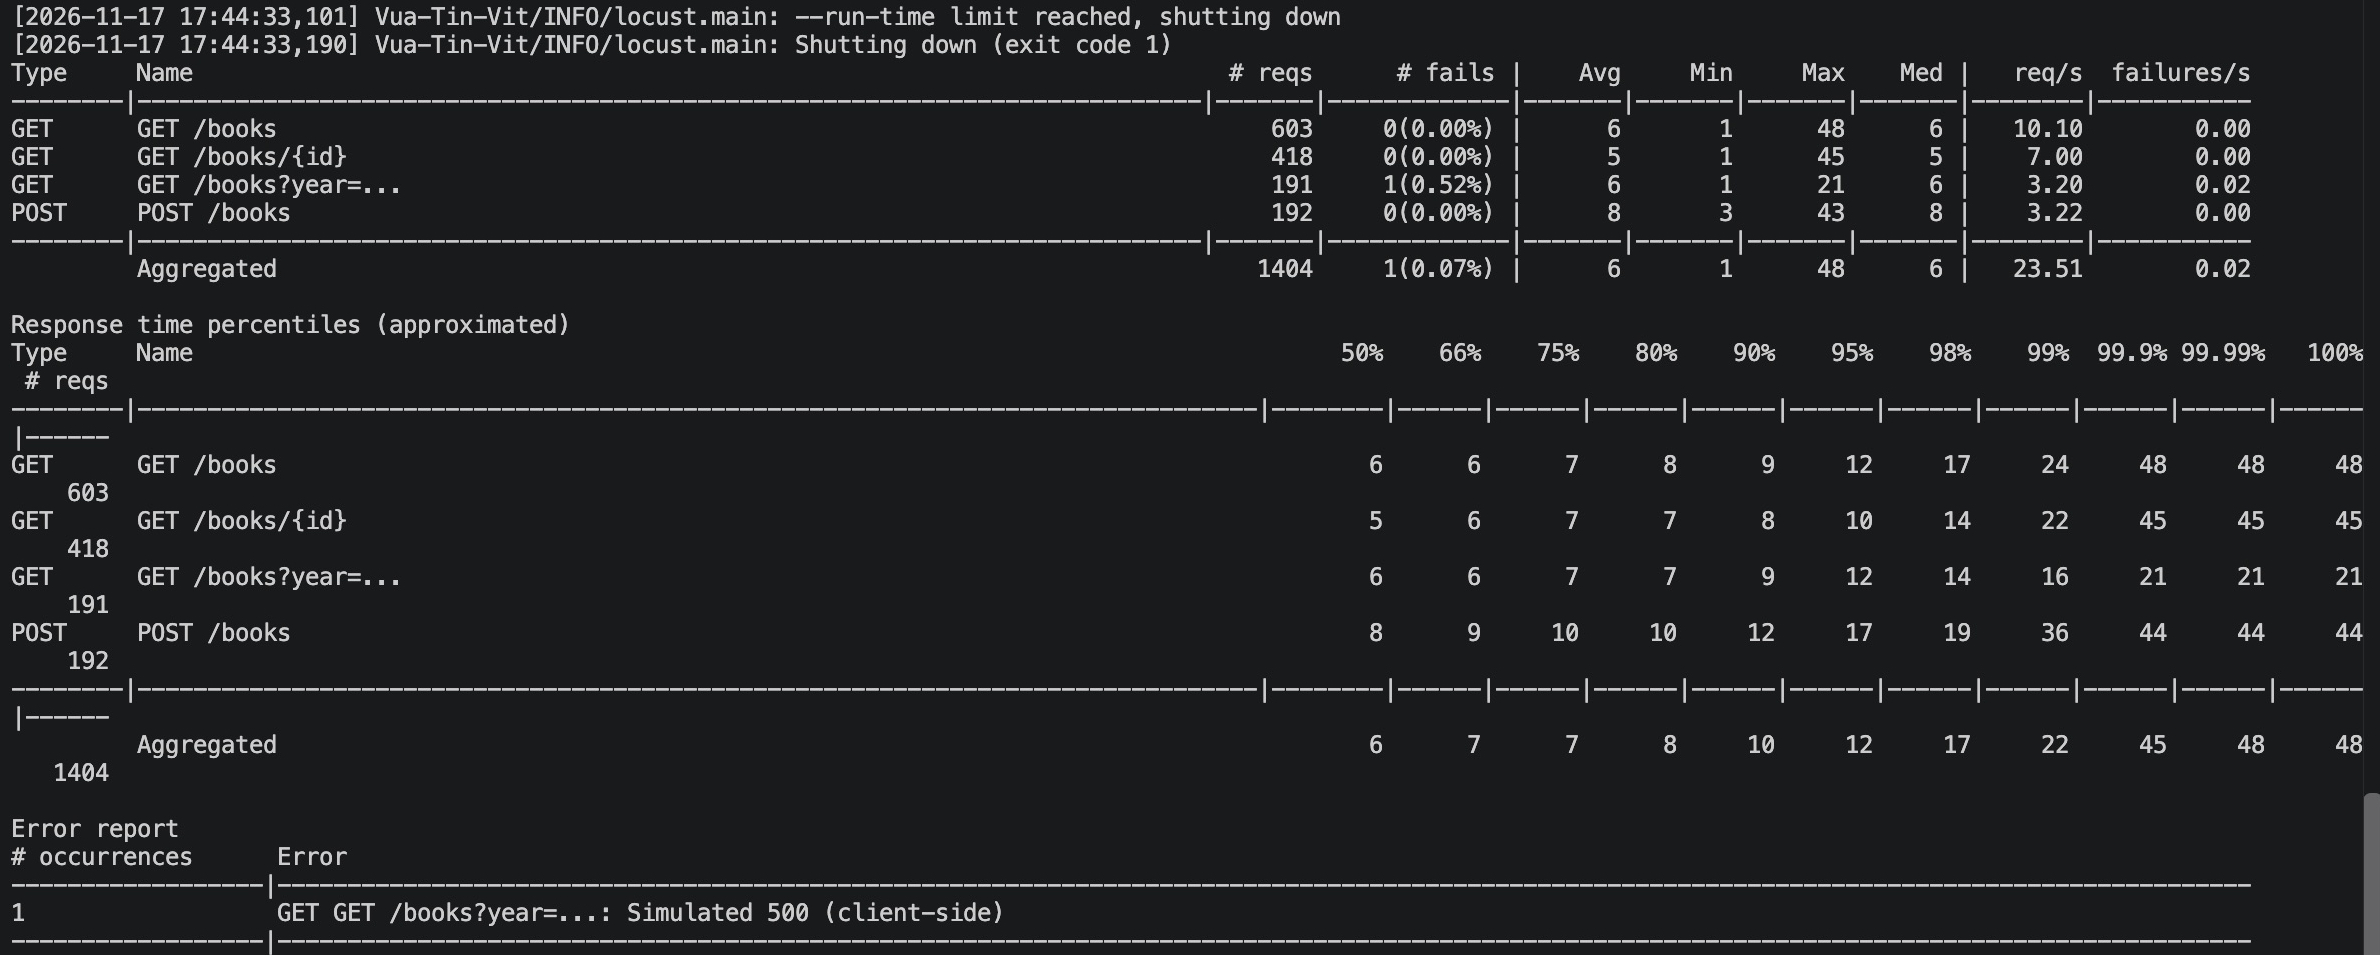 [2026-11-17 17:44:33,101] Vua-Tin-Vit/INFO/locust.main: --run-time limit reached, shutting down
[2026-11-17 17:44:33,190] Vua-Tin-Vit/INFO/locust.main: Shutting down (exit code 1)
Type     Name     # reqs     # fails |     Avg     Min     Max     Med |     req/s  failures/s
--------|----------------------------------------------------------------------------|-------|-------------|-------|-------|-------|-------|--------|-----------
GET      GET /books     603     0(0.00%) |     6     1     48     6 |     10.10     0.00
GET      GET /books/{id}     418     0(0.00%) |     5     1     45     5 |     7.00     0.00
GET      GET /books?year=...     191     1(0.52%) |     6     1     21     6 |     3.20     0.02
POST     POST /books     192     0(0.00%) |     8     3     43     8 |     3.22     0.00
--------|----------------------------------------------------------------------------|-------|-------------|-------|-------|-------|-------|--------|-----------
         Aggregated     1404     1(0.07%) |     6     1     48     6 |     23.51     0.02
Response time percentiles (approximated)
Type     Name     50%    66%    75%    80%    90%    95%    98%    99%  99.9% 99.99%   100%
 # reqs
--------|--------------------------------------------------------------------------------|--------|------|------|------|------|------|------|------|------|------|------
|------
GET      GET /books     6      6      7      8      9     12     17     24     48     48     48
    603
GET      GET /books/{id}     5      6      7      7      8     10     14     22     45     45     45
    418
GET      GET /books?year=...     6      6      7      7      9     12     14     16     21     21     21
    191
POST     POST /books     8      9     10     10     12     17     19     36     44     44     44
    192
--------|--------------------------------------------------------------------------------|--------|------|------|------|------|------|------|------|------|------|------
|------
         Aggregated     6      7      7      8     10     12     17     22     45     48     48
   1404
Error report
# occurrences      Error
------------------|---------------------------------------------------------------------------------------------------------------------------------------------
1                  GET GET /books?year=...: Simulated 500 (client-side)
------------------|---------------------------------------------------------------------------------------------------------------------------------------------